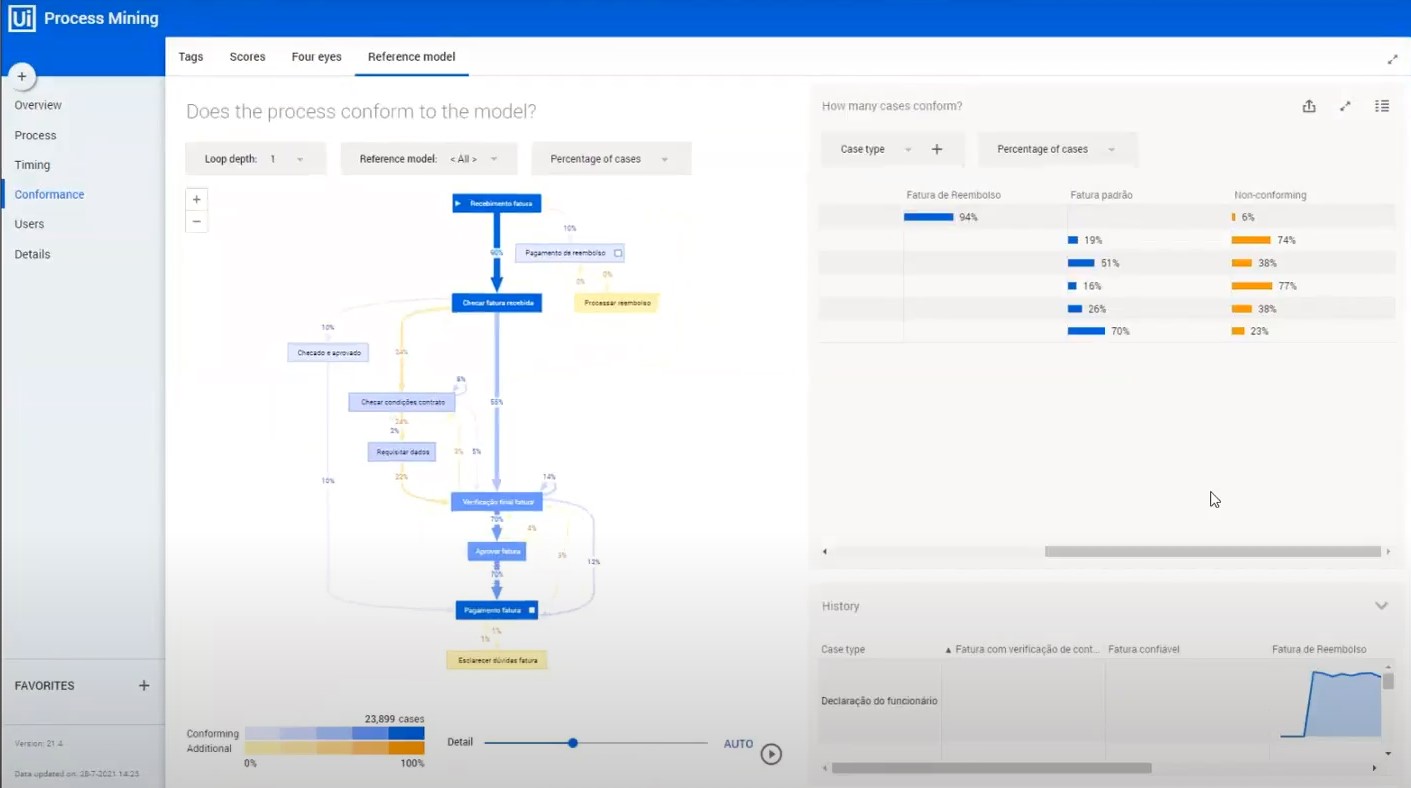 Ui Process Mining
Tags Scores Four eyes Reference model
+
Overview
Process
Timing
Conformance
Users
Details
FAVORITES +
Version: 21.4
Data updated on: 28-7-2021 14:25
Does the process conform to the model?
Loop depth: 1
Reference model: < All >
Percentage of cases
+
−
Recebimento fatura
10%
90%
Pagamento de reembolso
0%
0%
Checar fatura recebida
Processar reembolso
10%
Checado e aprovado
8%
Checar condições contrato
55%
2%
Requisitar dados
3%
5%
22%
10%
14%
Verificação final fatura
70%
4%
Aprovar fatura
3%
70%
Pagamento fatura
1%
1%
Esclarecer dúvidas fatura
23,899 cases
Conforming
Additional
0% 100%
Detail
AUTO
How many cases conform?
Case type +
Percentage of cases
Fatura de Reembolso Fatura padrão Non-conforming
94% 6%
19% 74%
51% 38%
16% 77%
26% 38%
70% 23%
History
Case type ▲ Fatura com verificação de cont... Fatura confiável Fatura de Reembolso
Declaração do funcionário